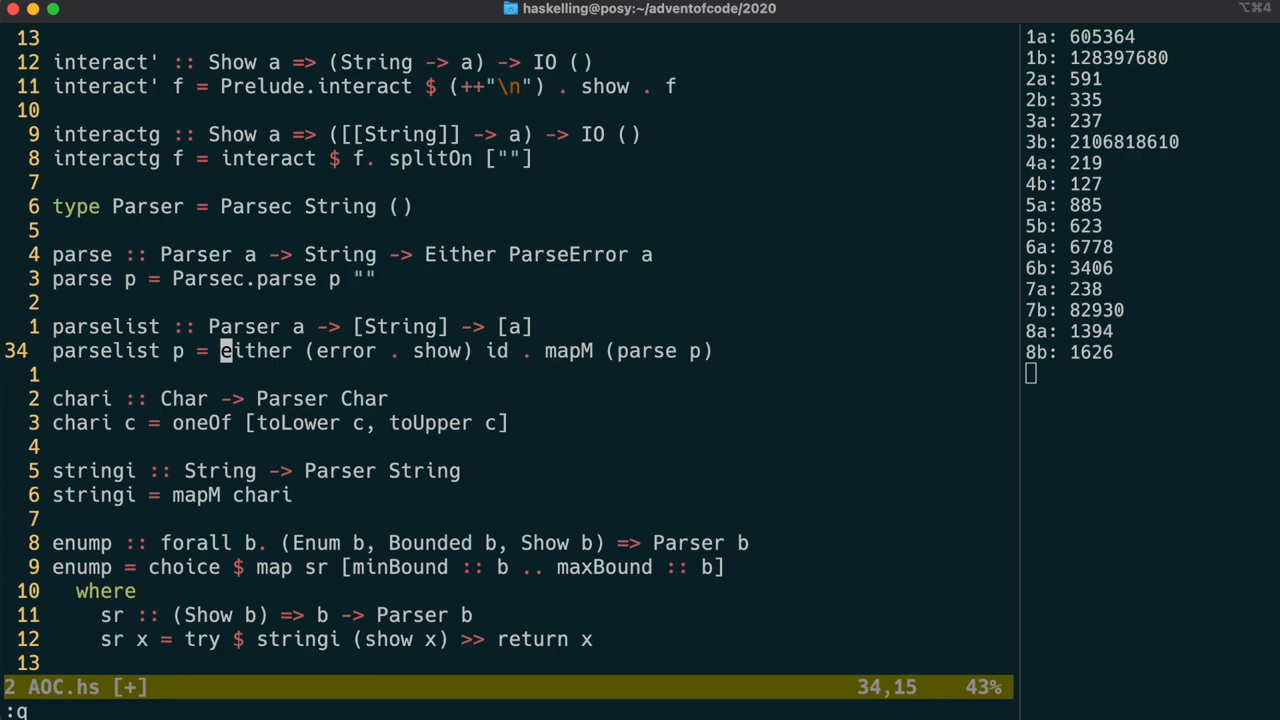 haskelling@posy:~/adventofcode/2020
⌥⌘4
13
12 interact' :: Show a => (String -> a) -> IO ()
11 interact' f = Prelude.interact $ (++"\n") . show . f
10
9 interactg :: Show a => ([[String]] -> a) -> IO ()
8 interactg f = interact $ f. splitOn [""]
7
6 type Parser = Parsec String ()
5
4 parse :: Parser a -> String -> Either ParseError a
3 parse p = Parsec.parse p ""
2
1 parselist :: Parser a -> [String] -> [a]
34 parselist p = either (error . show) id . mapM (parse p)
1
2 chari :: Char -> Parser Char
3 chari c = oneOf [toLower c, toUpper c]
4
5 stringi :: String -> Parser String
6 stringi = mapM chari
7
8 enump :: forall b. (Enum b, Bounded b, Show b) => Parser b
9 enump = choice $ map sr [minBound :: b .. maxBound :: b]
10 where
11 sr :: (Show b) => b -> Parser b
12 sr x = try $ stringi (show x) >> return x
13
2 AOC.hs [+] 34,15 43%
:q
1a: 605364
1b: 128397680
2a: 591
2b: 335
3a: 237
3b: 2106818610
4a: 219
4b: 127
5a: 885
5b: 623
6a: 6778
6b: 3406
7a: 238
7b: 82930
8a: 1394
8b: 1626